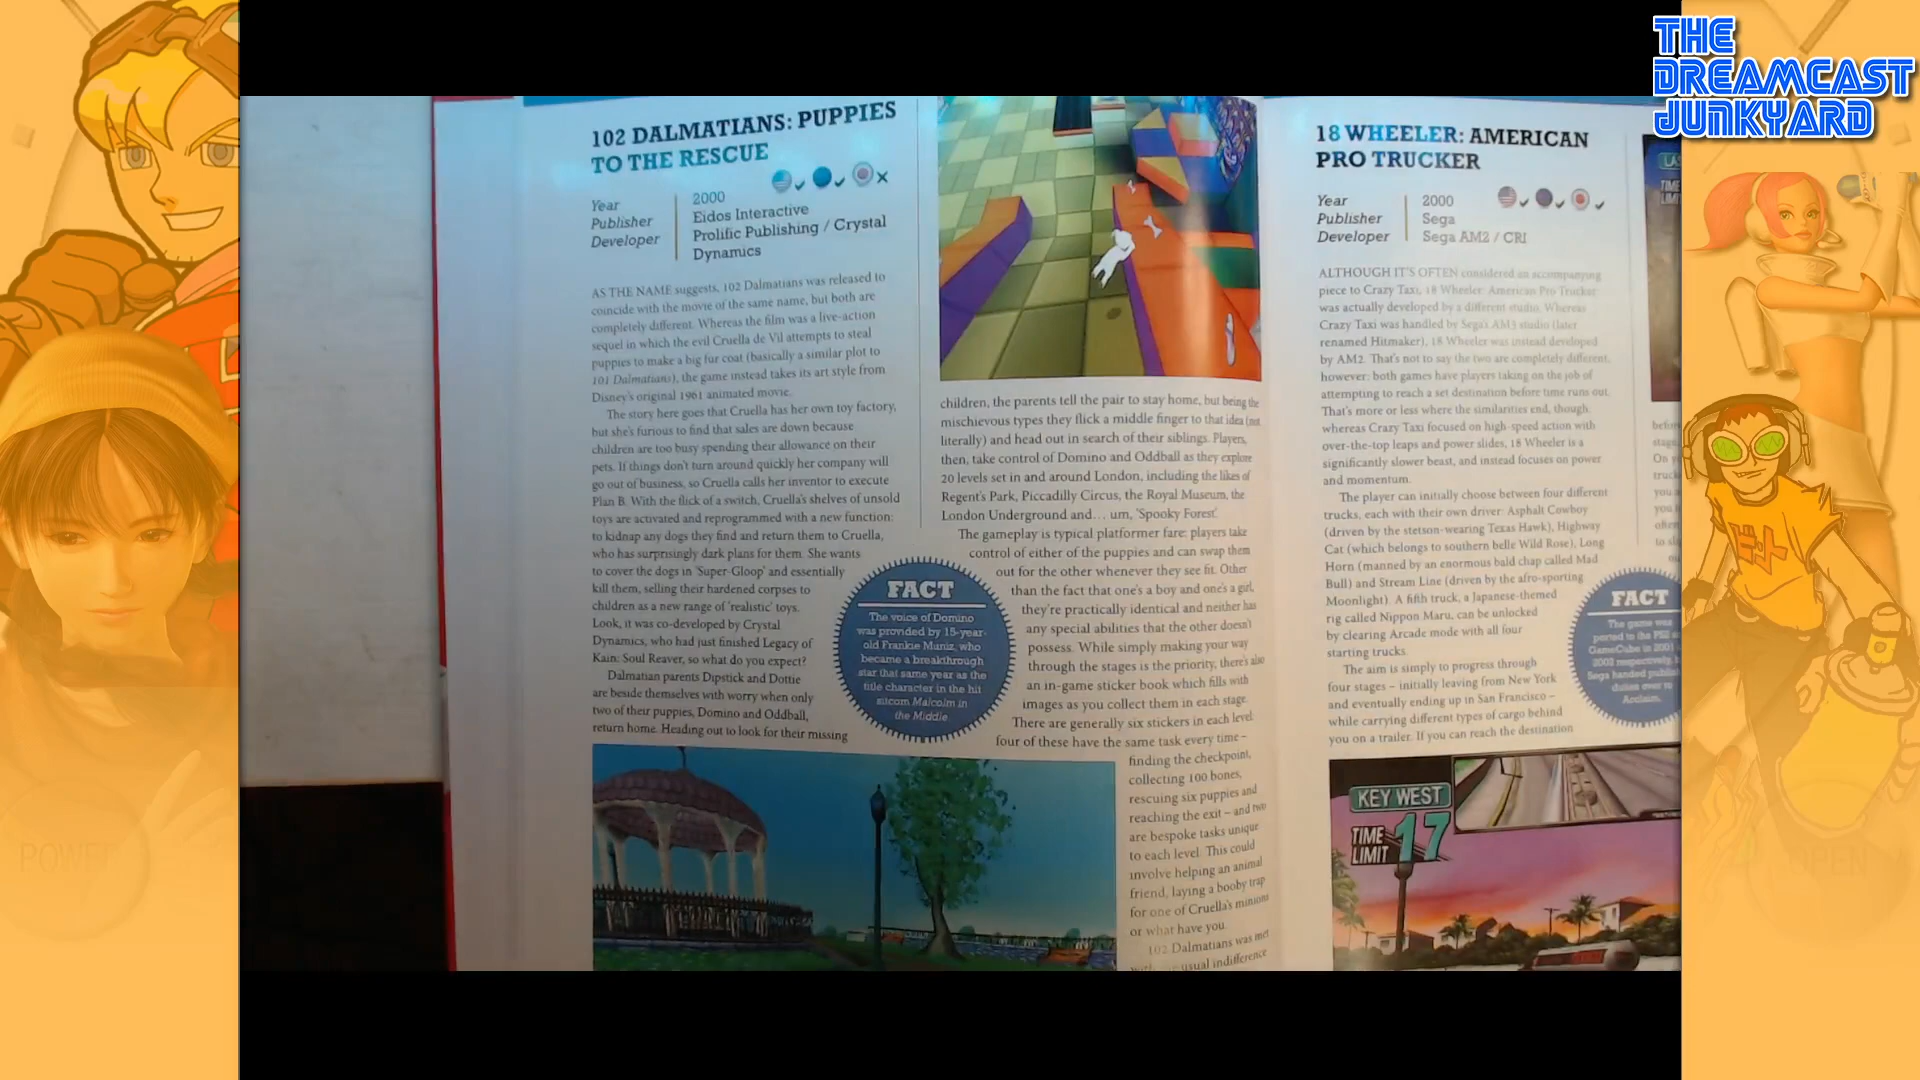 THE
DREAMCAST
JUNKYARD
102 DALMATIANS: PUPPIES
TO THE RESCUE
Year 2000
Publisher Eidos Interactive
Developer Prolific Publishing / Crystal
Dynamics
AS THE NAME suggests, 102 Dalmatians was released to
coincide with the movie of the same name, but both are
completely different. Whereas the film was a live-action
sequel in which the evil Cruella de Vil attempts to steal
puppies to make a big fur coat (basically a similar plot to
101 Dalmatians), the game instead takes its art style from
Disney's original 1961 animated movie.
The story here goes that Cruella has her own toy factory,
but she's furious to find that sales are down because
children are too busy spending their allowance on their
pets. If things don't turn around quickly her company will
go out of business, so Cruella calls her inventor to execute
Plan B. With the flick of a switch, Cruella's shelves of unsold
toys are activated and reprogrammed with a new function:
to kidnap any dogs they find and return them to Cruella,
who has surprisingly dark plans for them. She wants
to cover the dogs in 'Super-Gloop' and essentially
kill them, selling their hardened corpses to
children as a new range of 'realistic' toys.
Look, it was co-developed by Crystal
Dynamics, who had just finished Legacy of
Kain: Soul Reaver, so what do you expect?
Dalmatian parents Dipstick and Dottie
are beside themselves with worry when only
two of their puppies, Domino and Oddball,
return home. Heading out to look for their missing
FACT
The voice of Domino
was provided by 15-year-
old Frankie Muniz, who
became a breakthrough
star that same year as the
title character in the hit
sitcom Malcolm in
the Middle
children, the parents tell the pair to stay home, but being the
mischievous types they flick a middle finger to that idea (not
literally) and head out in search of their siblings. Players,
then, take control of Domino and Oddball as they explore
20 levels set in and around London, including the likes of
Regent's Park, Piccadilly Circus, the Royal Museum, the
London Underground and... um, 'Spooky Forest'.
The gameplay is typical platformer fare: players take
control of either of the puppies and can swap them
out for the other whenever they see fit. Other
than the fact that one's a boy and one's a girl,
they're practically identical and neither has
any special abilities that the other doesn't
possess. While simply making your way
through the stages is the priority, there's also
an in-game sticker book which fills with
images as you collect them in each stage.
There are generally six stickers in each level
four of these have the same task every time –
finding the checkpoint,
collecting 100 bones,
rescuing six puppies and
reaching the exit – and two
are bespoke tasks unique
to each level. This could
involve helping an animal
friend, laying a booby trap
for one of Cruella's minions
or what have you.
102 Dalmatians was met
usual indifference
18 WHEELER: AMERICAN
PRO TRUCKER
Year 2000
Publisher Sega
Developer Sega AM2 / CRI
ALTHOUGH IT'S OFTEN considered an accompanying
piece to Crazy Taxi, 18 Wheeler: American Pro Trucker
was actually developed by a different studio. Whereas
Crazy Taxi was handled by Sega's AM3 studio (later
renamed Hitmaker), 18 Wheeler was instead developed
by AM2. That's not to say the two are completely different,
however: both games have players taking on the job of
attempting to reach a set destination before time runs out.
That's more or less where the similarities end, though:
whereas Crazy Taxi focused on high-speed action with
over-the-top leaps and power slides, 18 Wheeler is a
significantly slower beast, and instead focuses on power
and momentum.
The player can initially choose between four different
trucks, each with their own driver: Asphalt Cowboy
(driven by the stetson-wearing Texas Hawk), Highway
Cat (which belongs to southern belle Wild Rose), Long
Horn (manned by an enormous bald chap called Mad
Bull) and Stream Line (driven by the afro-sporting
Moonlight). A fifth truck, a Japanese-themed
rig called Nippon Maru, can be unlocked
by clearing Arcade mode with all four
starting trucks.
The aim is simply to progress through
four stages – initially leaving from New York
and eventually ending up in San Francisco –
while carrying different types of cargo behind
you on a trailer. If you can reach the destination
FACT
The game was
ported to the PS2
GameCube in 2001
2002 respectively,
Sega handed
duties over to
Acclaim.
KEY WEST
TIME
LIMIT 17